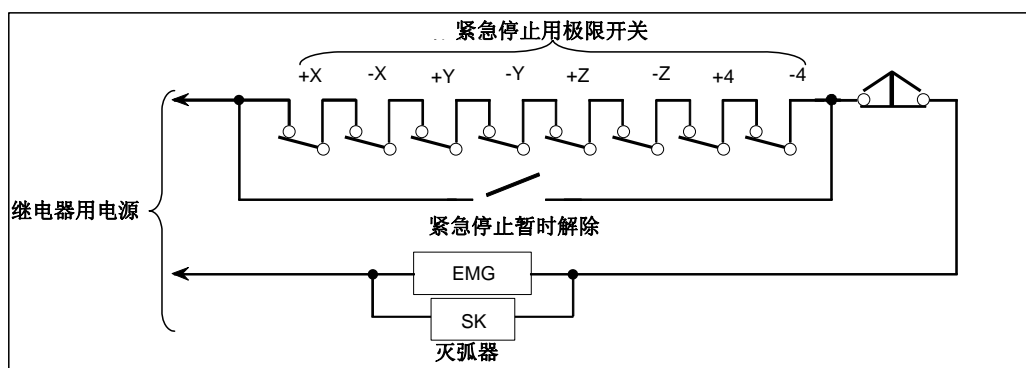 紧急停止用极限开关
+X -X +Y -Y +Z -Z +4 -4
继电器用电源
紧急停止暂时解除
EMG
SK
灭弧器